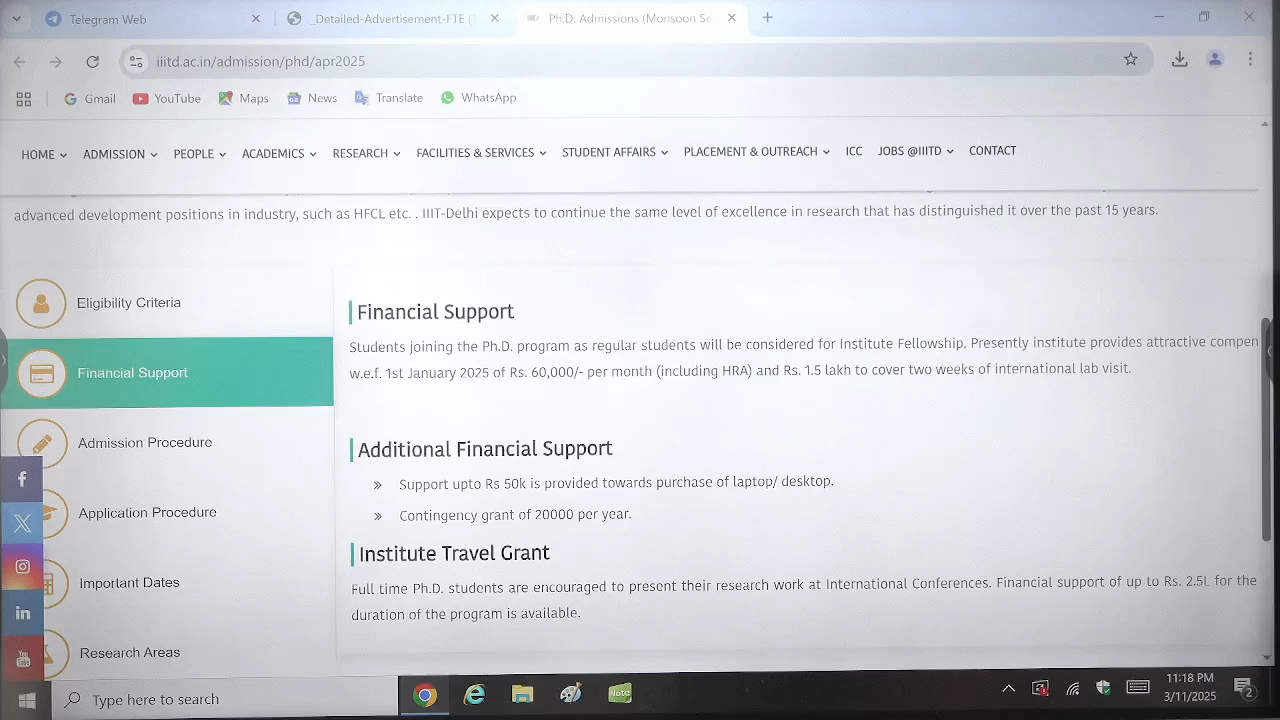 Telegram Web
_Detailed-Advertisement-FTE (
Ph.D. Admissions (Monsoon Se
iiitd.ac.in/admission/phd/apr2025
Gmail
YouTube
Maps
News
Translate
WhatsApp
HOME
ADMISSION
PEOPLE
ACADEMICS
RESEARCH
FACILITIES & SERVICES
STUDENT AFFAIRS
PLACEMENT & OUTREACH
ICC
JOBS @IIITD
CONTACT
advanced development positions in industry, such as HFCL etc. . IIIT-Delhi expects to continue the same level of excellence in research that has distinguished it over the past 15 years.
Eligibility Criteria
Financial Support
Admission Procedure
Application Procedure
Important Dates
Research Areas
Financial Support
Students joining the Ph.D. program as regular students will be considered for Institute Fellowship. Presently institute provides attractive compen
w.e.f. 1st January 2025 of Rs. 60,000/- per month (including HRA) and Rs. 1.5 lakh to cover two weeks of international lab visit.
Additional Financial Support
» Support upto Rs 50k is provided towards purchase of laptop/ desktop.
» Contingency grant of 20000 per year.
Institute Travel Grant
Full time Ph.D. students are encouraged to present their research work at International Conferences. Financial support of up to Rs. 2.5L for the
duration of the program is available.
Type here to search
Note
11:18 PM
3/11/2025
2